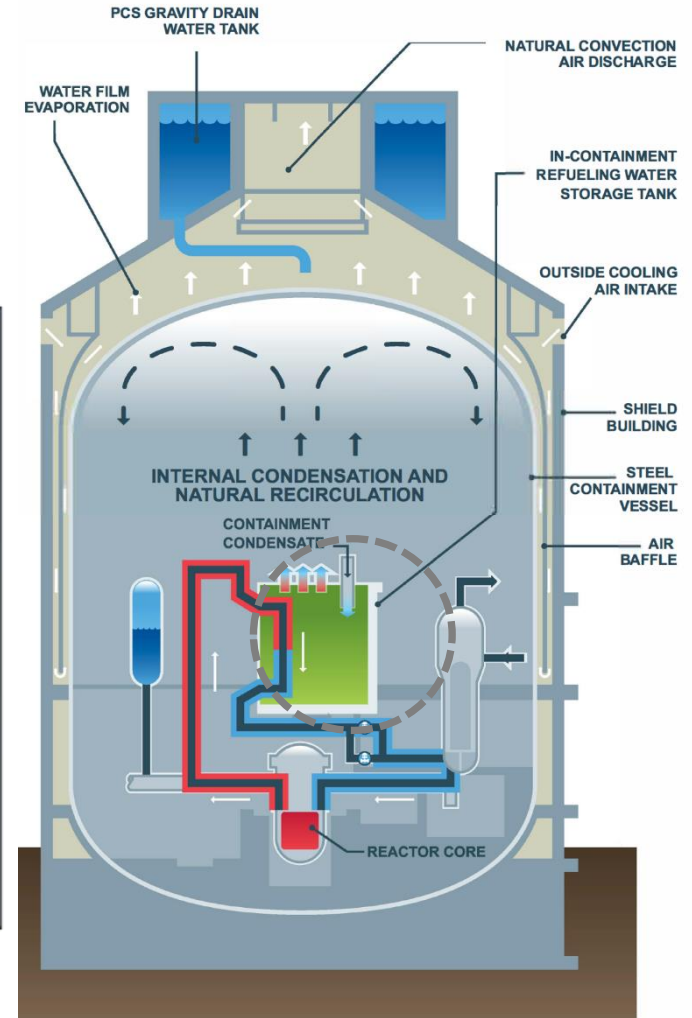 PCS GRAVITY DRAIN
WATER TANK
NATURAL CONVECTION
AIR DISCHARGE
WATER FILM
EVAPORATION
IN-CONTAINMENT
REFUELING WATER
STORAGE TANK
OUTSIDE COOLING
AIR INTAKE
SHIELD
BUILDING
STEEL
CONTAINMENT
VESSEL
AIR
BAFFLE
INTERNAL CONDENSATION AND
NATURAL RECIRCULATION
CONTAINMENT
CONDENSATE
REACTOR CORE